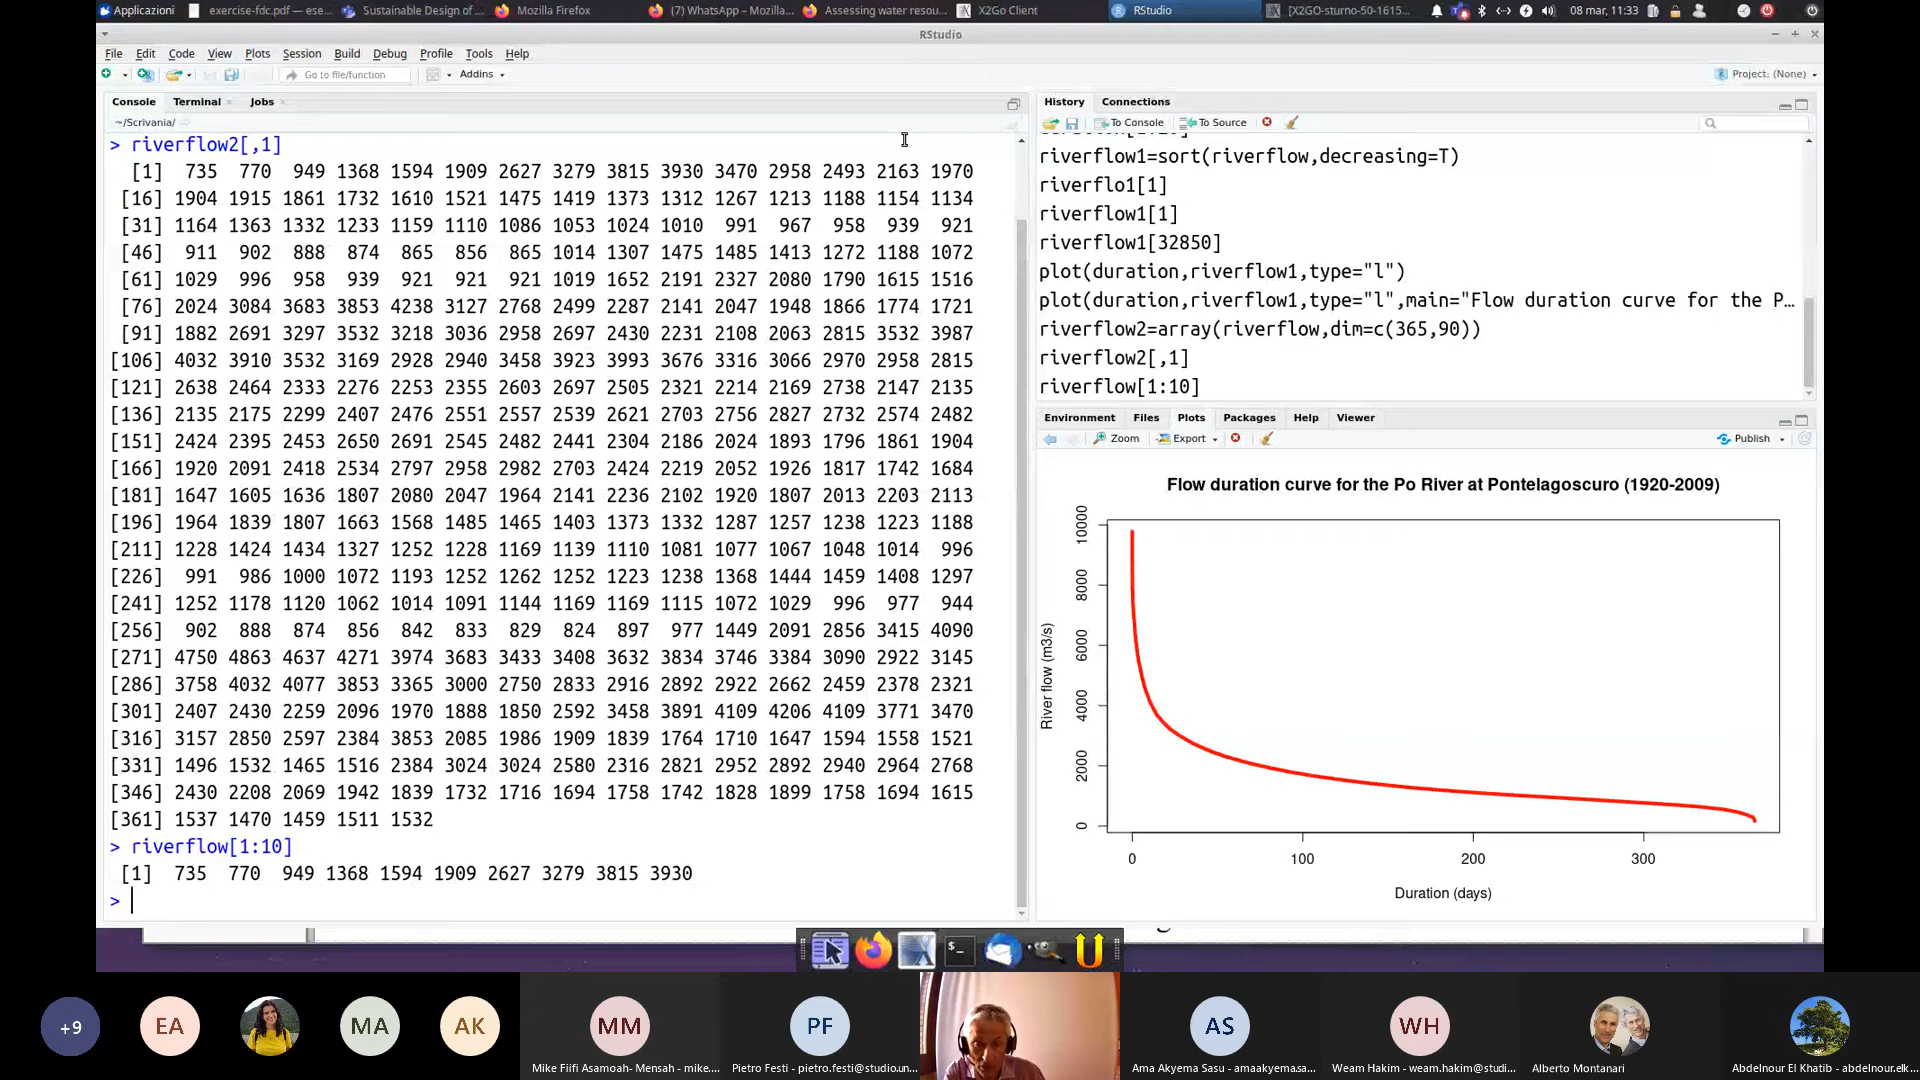 Applicazioni exercise-fdc.pdf — ese... Sustainable Design of ... Mozilla Firefox (7) WhatsApp – Mozilla... Assessing water resou... X2Go Client RStudio [X2GO-sturno-50-1615... 08 mar, 11:33
RStudio
File Edit Code View Plots Session Build Debug Profile Tools Help
Go to file/function Addins Project: (None)
Console Terminal Jobs
~/Scrivania/
> riverflow2[,1]
[1] 735 770 949 1368 1594 1909 2627 3279 3815 3930 3470 2958 2493 2163 1970
[16] 1904 1915 1861 1732 1610 1521 1475 1419 1373 1312 1267 1213 1188 1154 1134
[31] 1164 1363 1332 1233 1159 1110 1086 1053 1024 1010 991 967 958 939 921
[46] 911 902 888 874 865 856 865 1014 1307 1475 1485 1413 1272 1188 1072
[61] 1029 996 958 939 921 921 921 1019 1652 2191 2327 2080 1790 1615 1516
[76] 2024 3084 3683 3853 4238 3127 2768 2499 2287 2141 2047 1948 1866 1774 1721
[91] 1882 2691 3297 3532 3218 3036 2958 2697 2430 2231 2108 2063 2815 3532 3987
[106] 4032 3910 3532 3169 2928 2940 3458 3923 3993 3676 3316 3066 2970 2958 2815
[121] 2638 2464 2333 2276 2253 2355 2603 2697 2505 2321 2214 2169 2738 2147 2135
[136] 2135 2175 2299 2407 2476 2551 2557 2539 2621 2703 2756 2827 2732 2574 2482
[151] 2424 2395 2453 2650 2691 2545 2482 2441 2304 2186 2024 1893 1796 1861 1904
[166] 1920 2091 2418 2534 2797 2958 2982 2703 2424 2219 2052 1926 1817 1742 1684
[181] 1647 1605 1636 1807 2080 2047 1964 2141 2236 2102 1920 1807 2013 2203 2113
[196] 1964 1839 1807 1663 1568 1485 1465 1403 1373 1332 1287 1257 1238 1223 1188
[211] 1228 1424 1434 1327 1252 1228 1169 1139 1110 1081 1077 1067 1048 1014 996
[226] 991 986 1000 1072 1193 1252 1262 1252 1223 1238 1368 1444 1459 1408 1297
[241] 1252 1178 1120 1062 1014 1091 1144 1169 1169 1115 1072 1029 996 977 944
[256] 902 888 874 856 842 833 829 824 897 977 1449 2091 2856 3415 4090
[271] 4750 4863 4637 4271 3974 3683 3433 3408 3632 3834 3746 3384 3090 2922 3145
[286] 3758 4032 4077 3853 3365 3000 2750 2833 2916 2892 2922 2662 2459 2378 2321
[301] 2407 2430 2259 2096 1970 1888 1850 2592 3458 3891 4109 4206 4109 3771 3470
[316] 3157 2850 2597 2384 3853 2085 1986 1909 1839 1764 1710 1647 1594 1558 1521
[331] 1496 1532 1465 1516 2384 3024 3024 2580 2316 2821 2952 2892 2940 2964 2768
[346] 2430 2208 2069 1942 1839 1732 1716 1694 1758 1742 1828 1899 1758 1694 1615
[361] 1537 1470 1459 1511 1532
> riverflow[1:10]
[1] 735 770 949 1368 1594 1909 2627 3279 3815 3930
>
History Connections
To Console To Source
riverflow1=sort(riverflow,decreasing=T)
riverflo1[1]
riverflow1[1]
riverflow1[32850]
plot(duration,riverflow1,type="l")
plot(duration,riverflow1,type="l",main="Flow duration curve for the P...
riverflow2=array(riverflow,dim=c(365,90))
riverflow2[,1]
riverflow[1:10]
Environment Files Plots Packages Help Viewer
Zoom Export Publish
Flow duration curve for the Po River at Pontelagoscuro (1920-2009)
River flow (m3/s)
10000
8000
6000
4000
2000
0
0 100 200 300
Duration (days)
+9 EA MA AK MM PF AS WH
Mike Fiifi Asamoah- Mensah - mike.... Pietro Festi - pietro.festi@studio.un... Ama Akyema Sasu - amaakyema.sa... Weam Hakim - weam.hakim@studi... Alberto Montanari Abdelnour El Khatib - abdelnour.elk...